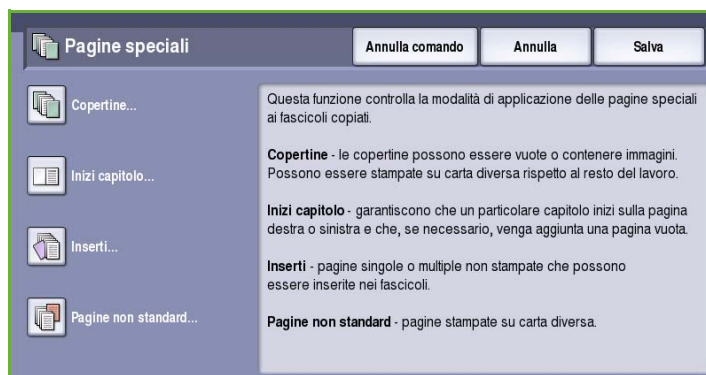 Pagine speciali
Annulla comando
Annulla
Salva
Copertine...
Inizi capitolo...
Inserti...
Pagine non standard...
Questa funzione controlla la modalità di applicazione delle pagine speciali
ai fascicoli copiati.
Copertine - le copertine possono essere vuote o contenere immagini.
Possono essere stampate su carta diversa rispetto al resto del lavoro.
Inizi capitolo - garantiscono che un particolare capitolo inizi sulla pagina
destra o sinistra e che, se necessario, venga aggiunta una pagina vuota.
Inserti - pagine singole o multiple non stampate che possono
essere inserite nei fascicoli.
Pagine non standard - pagine stampate su carta diversa.